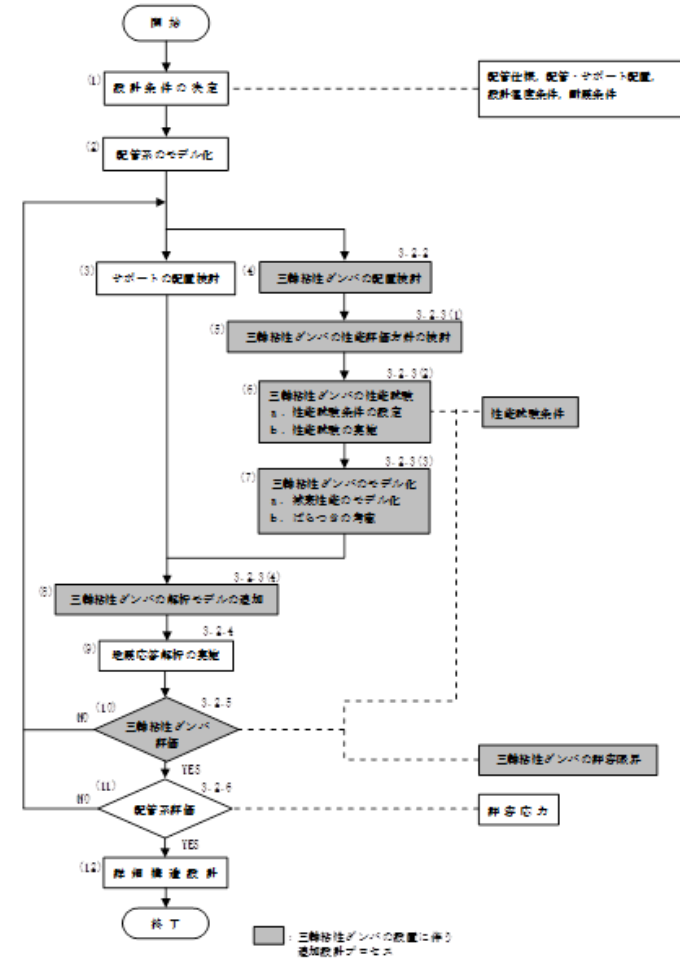 開 始
(1)
設計条件の決定
配管仕様，配管・サポート配置，
設計温度条件，耐震条件
(2)
配管系のモデル化
3.2.2
(3)
サポートの配置検討
(4)
三軸粘性ダンパの配置検討
3.2.3(1)
(5)
三軸粘性ダンパの性能評価方針の検討
3.2.3(2)
(6)
三軸粘性ダンパの性能試験
a. 性能試験条件の設定
b. 性能試験の実施
性能試験条件
3.2.3(3)
(7)
三軸粘性ダンパのモデル化
a. 減衰性能のモデル化
b. ばらつきの考慮
3.2.3(4)
(8)
三軸粘性ダンパの解析モデルの追加
3.2.4
(9)
地震応答解析の実施
3.2.5
NO
(10)
三軸粘性ダンパ
評価
三軸粘性ダンパの許容限界
YES
3.2.6
NO
(11)
配管系評価
許容応力
YES
(12)
詳細構造設計
終 了
：三軸粘性ダンパの設置に伴う
追加設計プロセス